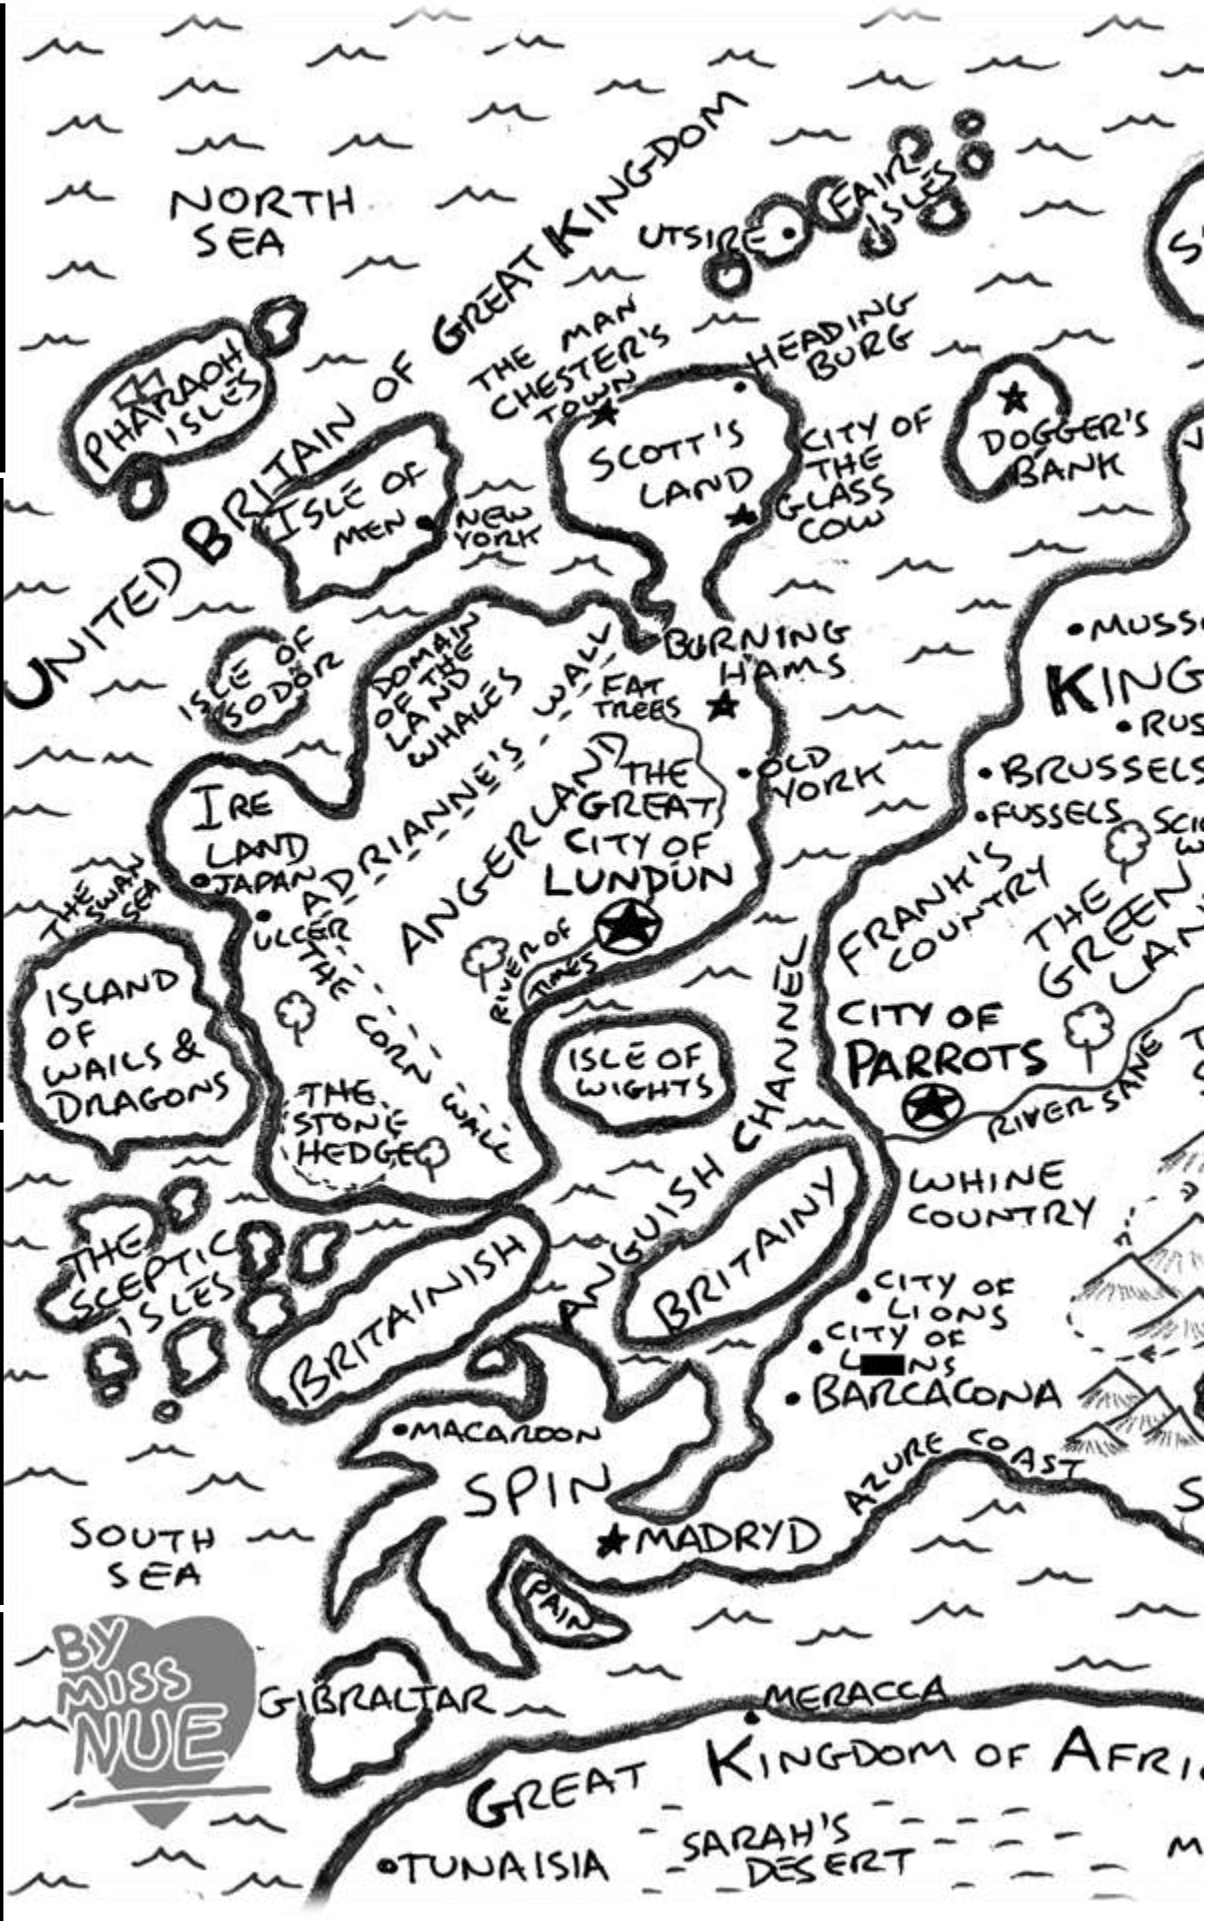 NORTH
SEA
UNITED BRITAIN OF GREAT KINGDOM
UTSIRE
FAIR
ISLES
PHARAOH
ISLES
THE MAN
CHESTER'S
TOWN
HEADING
BURG
SCOTT'S
LAND
CITY OF
THE
GLASS
COW
DOGGER'S
BANK
ISLE OF
MEN
NEW
YORK
ISLE OF
SODOR
DOMAIN
OF THE
LAND
WHALES
BURNING
HAMS
FAT
TREES
OLD
YORK
IRE
LAND
JAPAN
ULCER
ADRIANNE'S WALL
ANGERLAND
THE
GREAT
CITY OF
LUNDUN
RIVER OF
TIMES
THE
SWAN
SEA
ISLAND
OF
WAILS &
DRAGONS
THE CORN WALL
THE
STONE
HEDGE
ISLE OF
WIGHTS
ANGUISH CHANNEL
MUSS
KING
RUS
BRUSSELS
FUSSELS
FRANK'S
COUNTRY
THE
GREEN
LAN
CITY OF
PARROTS
RIVER SANE
WHINE
COUNTRY
THE
SCEPTIC
ISLES
BRITAINISH
BRITAINY
CITY OF
LIONS
CITY OF
BARCACONA
MACAROON
SPIN
MADRYD
AZURE COAST
PAIN
SOUTH
SEA
BY
MISS
NUE
GIBRALTAR
MERACCA
GREAT KINGDOM OF AFRI
SARAH'S
DESERT
TUNAISIA